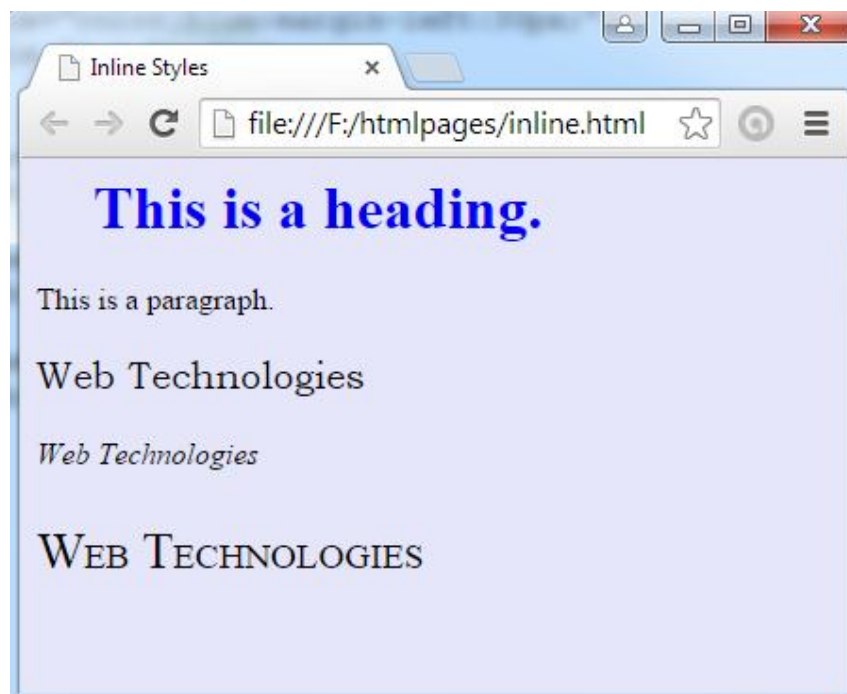 Inline Styles
file:///F:/htmlpages/inline.html
This is a heading.
This is a paragraph.
Web Technologies
Web Technologies
WEB TECHNOLOGIES